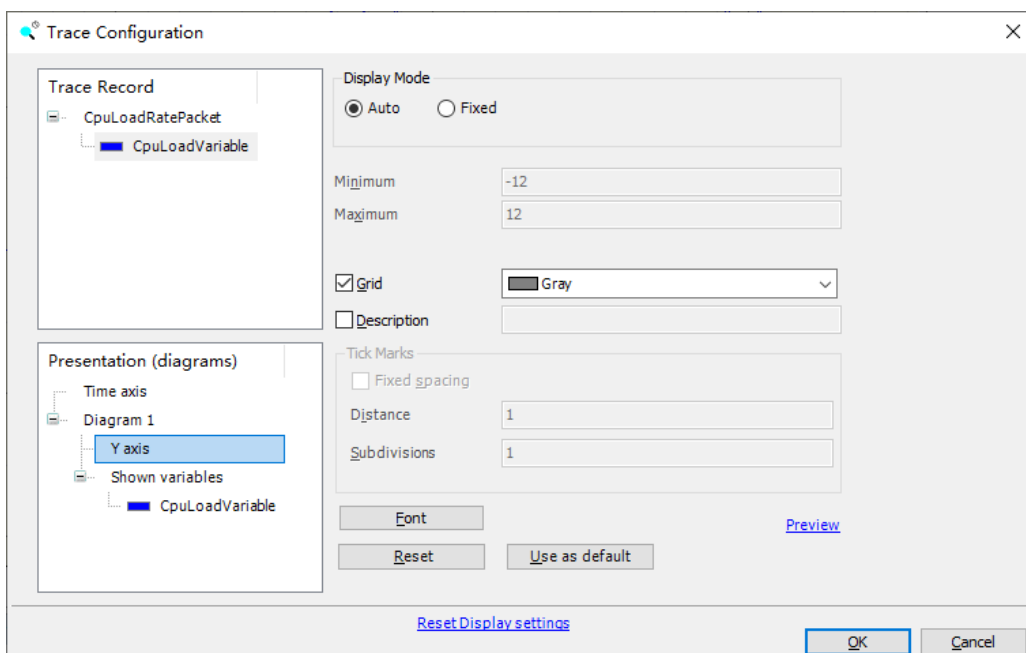 Trace Configuration
Trace Record
CpuLoadRatePacket
CpuLoadVariable
Presentation (diagrams)
Time axis
Diagram 1
Y axis
Shown variables
CpuLoadVariable
Display Mode
Auto
Fixed
Minimum
-12
Maximum
12
Grid
Gray
Description
Tick Marks
Fixed spacing
Distance
1
Subdivisions
1
Font
Preview
Reset
Use as default
Reset Display settings
OK
Cancel